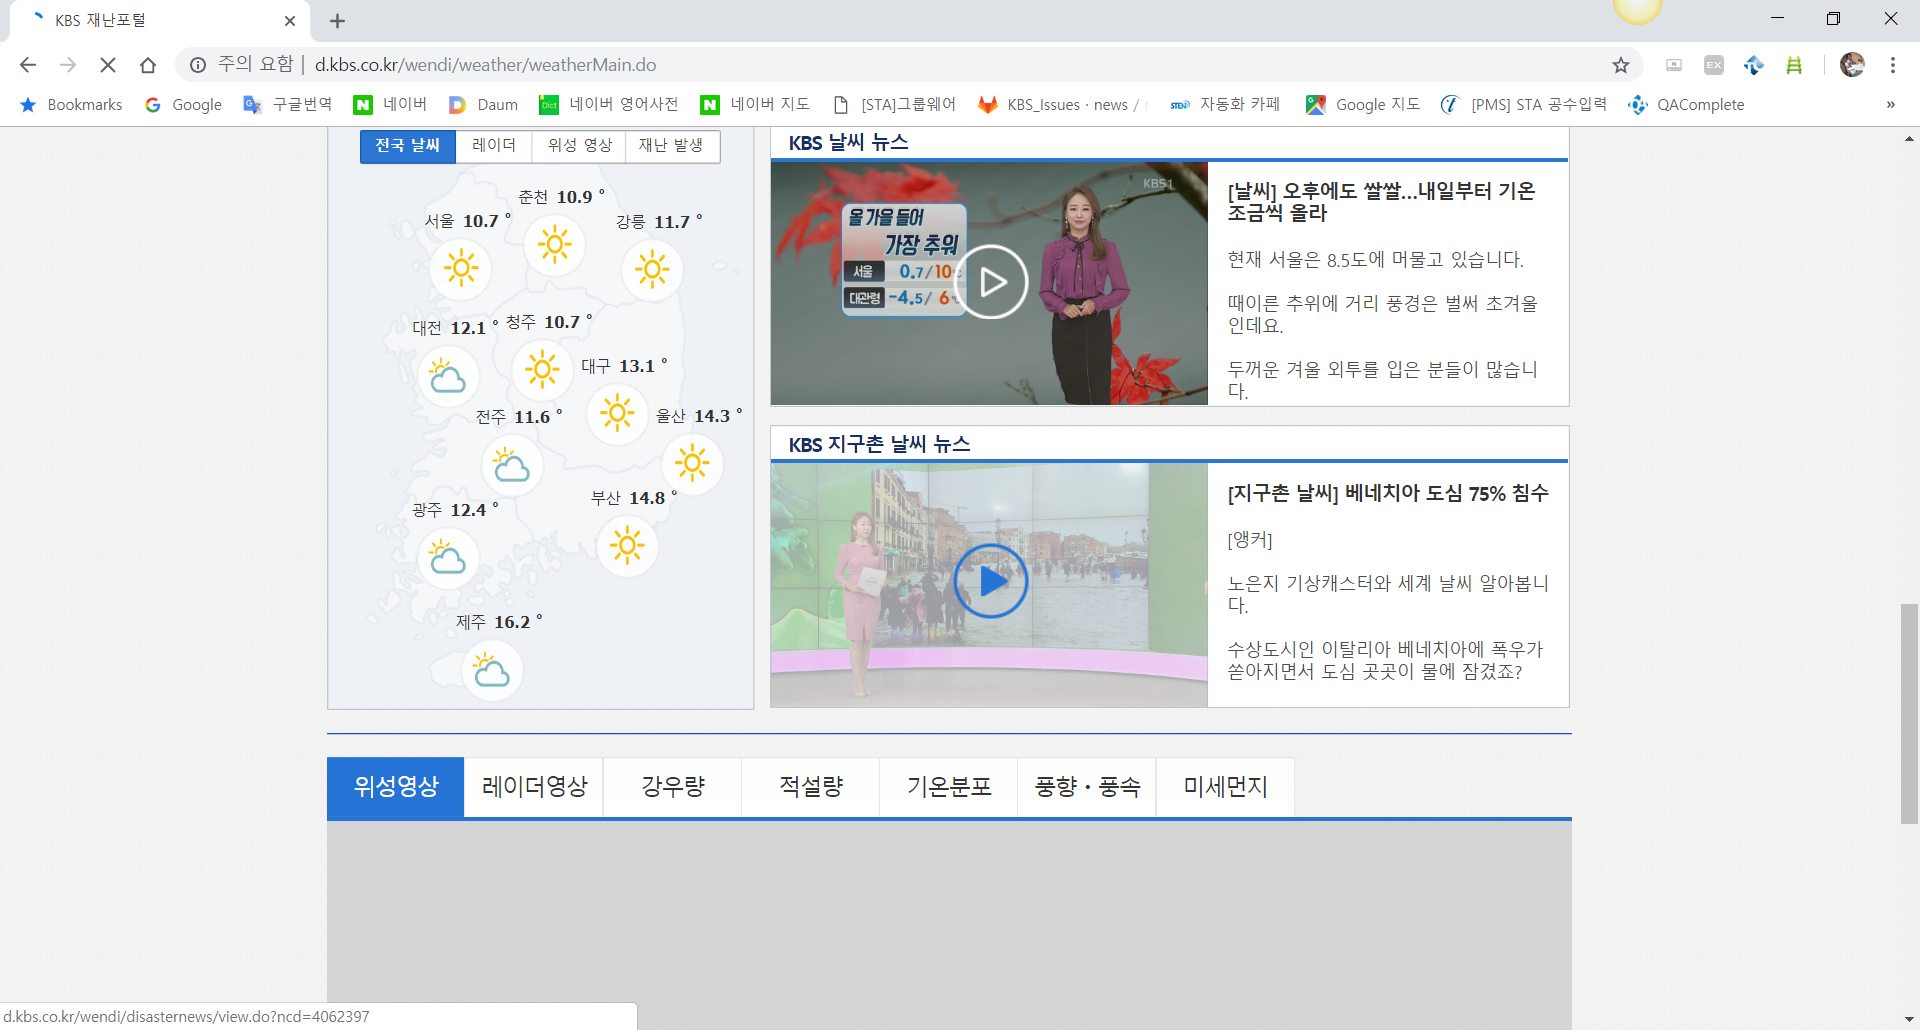 KBS 재난포털
주의 요함 | d.kbs.co.kr/wendi/weather/weatherMain.do
EX
Bookmarks
Google
구글번역
네이버
Daum
Dict
네이버 영어사전
네이버 지도
[STA]그룹웨어
KBS_Issues · news /
STEN
자동화 카페
Google 지도
[PMS] STA 공수입력
QAComplete
»
전국 날씨
레이더
위성 영상
재난 발생
춘천 10.9 °
서울 10.7 °
강릉 11.7 °
대전 12.1 °
청주 10.7 °
대구 13.1 °
전주 11.6 °
울산 14.3 °
부산 14.8 °
광주 12.4 °
제주 16.2 °
KBS 날씨 뉴스
KBS1
올 가을 들어
가장 추워
서울 0.7/10℃
대관령 -4.5/ 6℃
[날씨] 오후에도 쌀쌀...내일부터 기온
조금씩 올라
현재 서울은 8.5도에 머물고 있습니다.
때이른 추위에 거리 풍경은 벌써 초겨울
인데요.
두꺼운 겨울 외투를 입은 분들이 많습니
다.
KBS 지구촌 날씨 뉴스
[지구촌 날씨] 베네치아 도심 75% 침수
[앵커]
노은지 기상캐스터와 세계 날씨 알아봅니
다.
수상도시인 이탈리아 베네치아에 폭우가
쏟아지면서 도심 곳곳이 물에 잠겼죠?
위성영상
레이더영상
강우량
적설량
기온분포
풍향・풍속
미세먼지
d.kbs.co.kr/wendi/disasternews/view.do?ncd=4062397